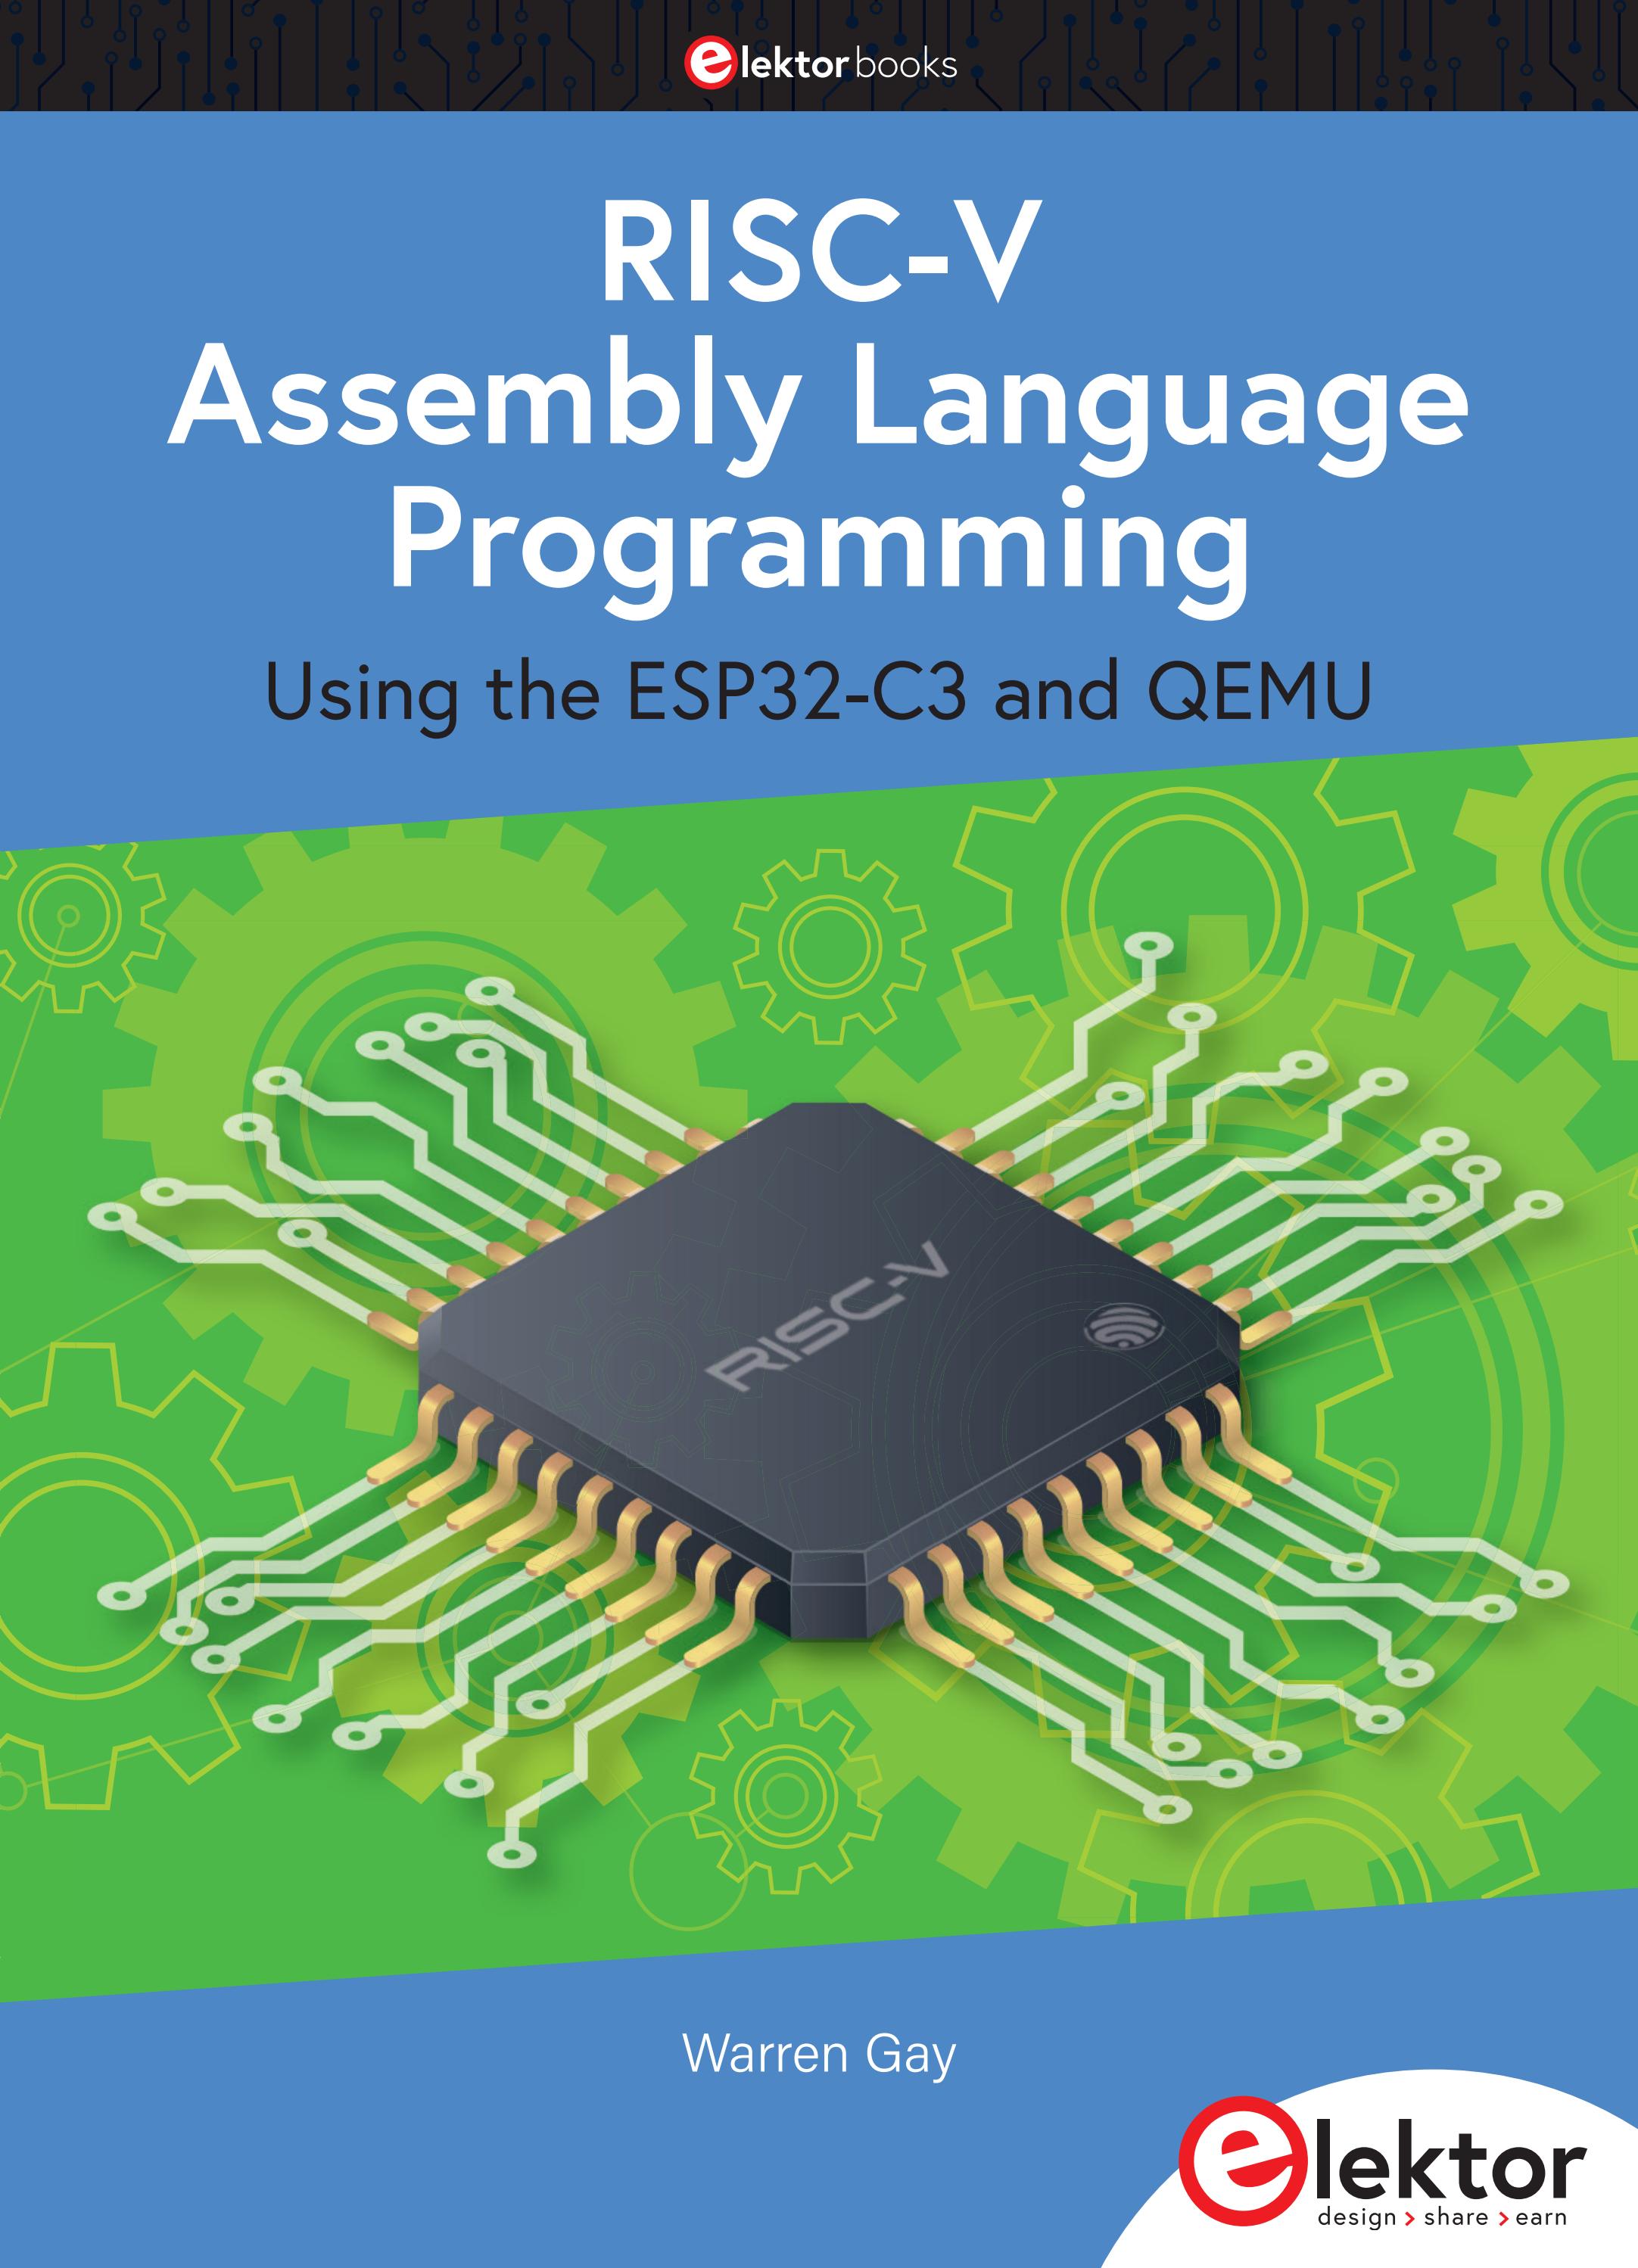 elektor books
RISC-V
Assembly Language
Programming
Using the ESP32-C3 and QEMU
RISC-V
Warren Gay
elektor
design > share > earn